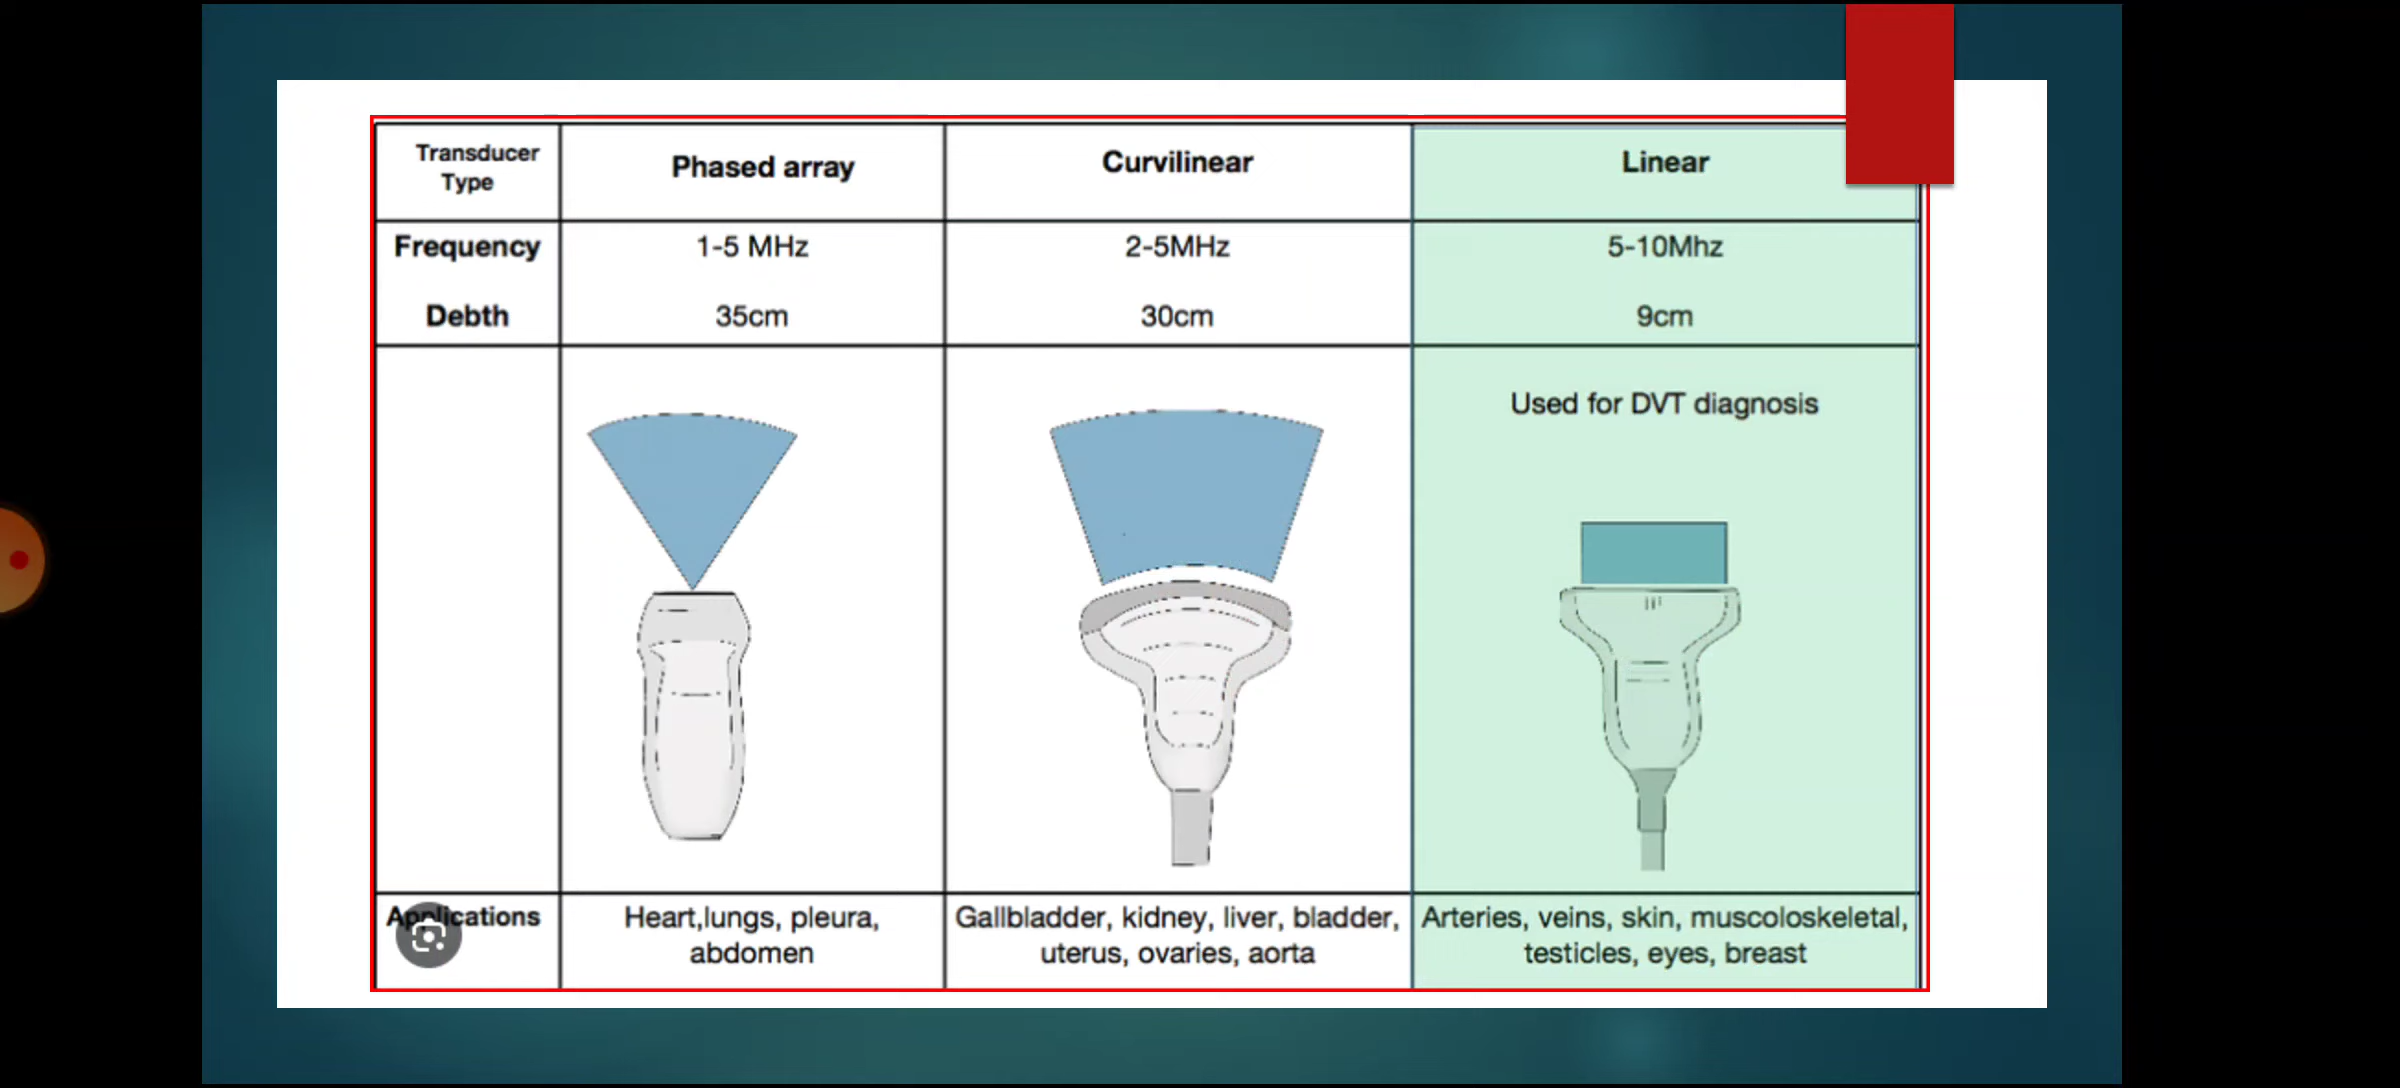 Transducer
Type
Phased array
Curvilinear
Linear
Frequency
1-5 MHz
2-5MHz
5-10Mhz
Debth
35cm
30cm
9cm
Used for DVT diagnosis
Applications
Heart,lungs, pleura,
abdomen
Gallbladder, kidney, liver, bladder,
uterus, ovaries, aorta
Arteries, veins, skin, muscoloskeletal,
testicles, eyes, breast